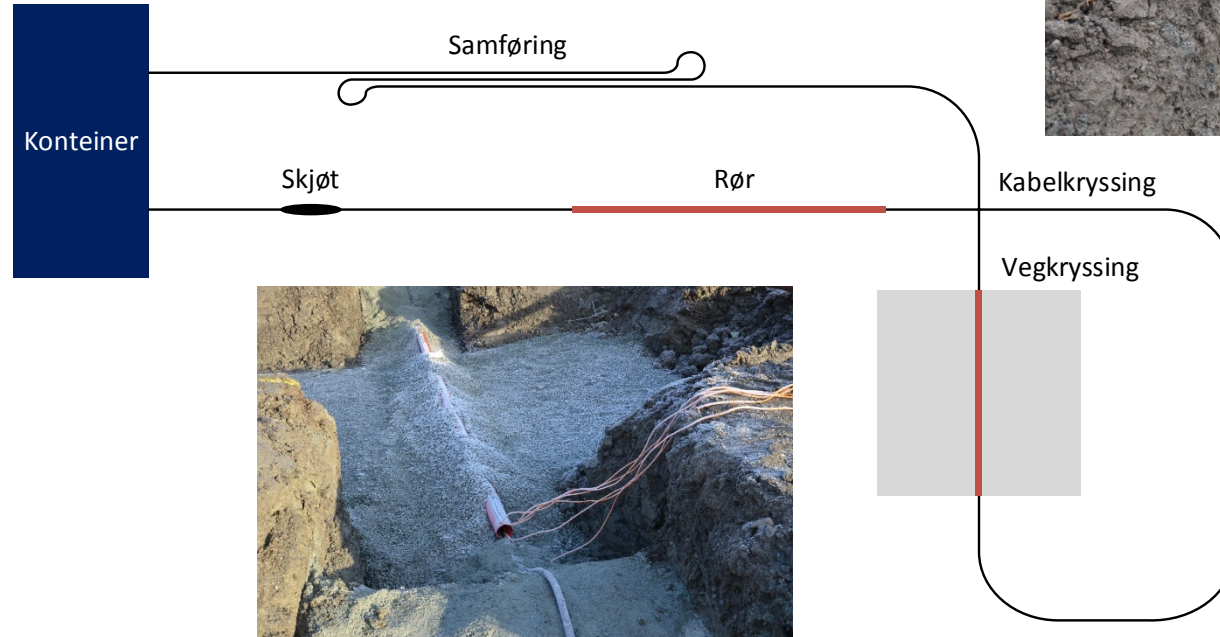 Samføring
Konteiner
Skjøt
Rør
Kabelkryssing
Vegkryssing